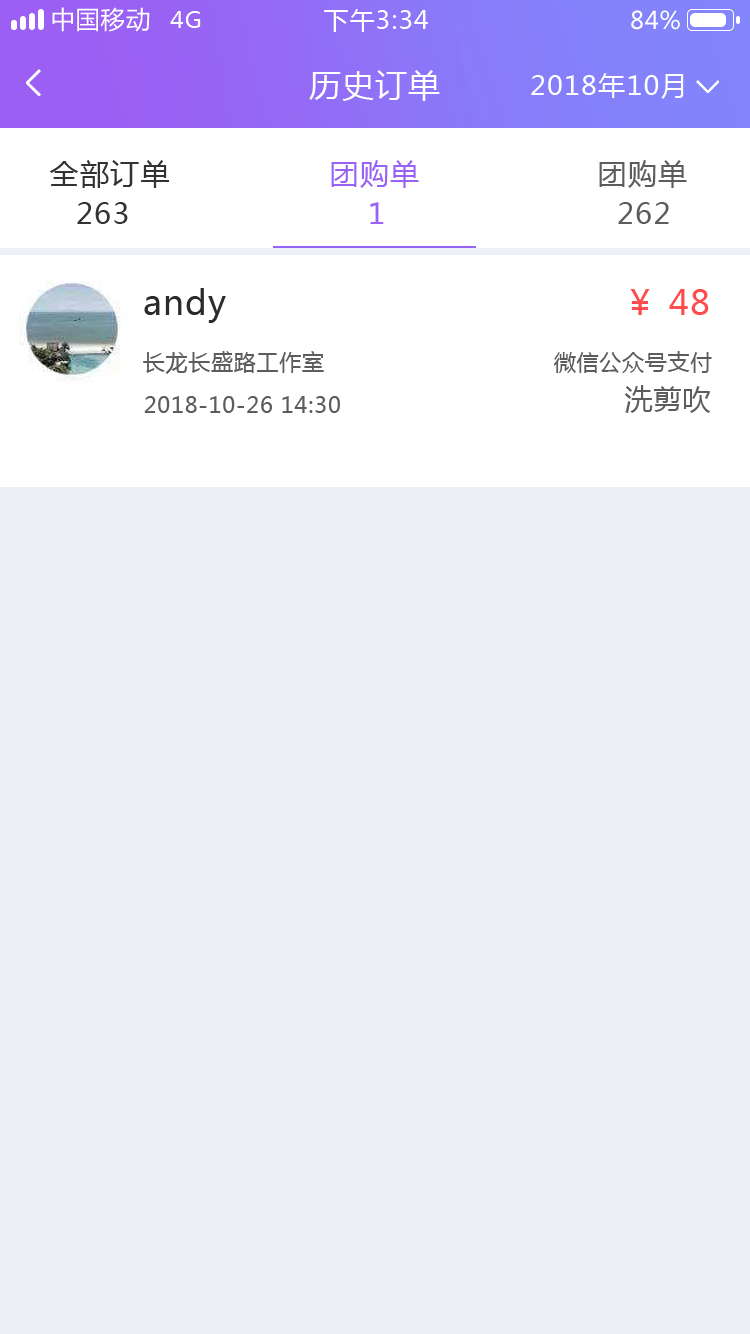 中国移动 4G 下午3:34 84%
历史订单 2018年10月
全部订单 团购单 团购单
263 1 262
andy ¥ 48
长龙长盛路工作室 微信公众号支付
2018-10-26 14:30 洗剪吹